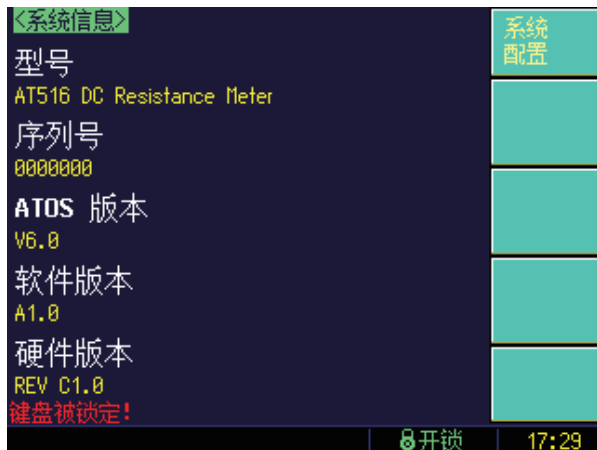 <系统信息>
系统
配置
型号
AT516 DC Resistance Meter
序列号
0000000
ATOS 版本
V6.0
软件版本
A1.0
硬件版本
REV C1.0
键盘被锁定!
开锁
17:29